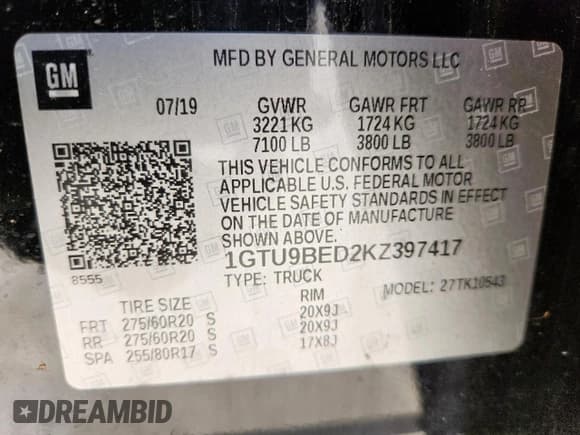 GM
MFD BY GENERAL MOTORS LLC
07/19 GVWR GAWR FRT GAWR RR
3221 KG 1724 KG 1724 KG
7100 LB 3800 LB 3800 LB
THIS VEHICLE CONFORMS TO ALL
APPLICABLE U.S. FEDERAL MOTOR
VEHICLE SAFETY STANDARDS IN EFFECT
ON THE DATE OF MANUFACTURE
SHOWN ABOVE.
8555
1GTU9BED2KZ397417
TYPE: TRUCK MODEL: 27TK10543
TIRE SIZE RIM
FRT 275/60R20 S 20X9J
RR 275/60R20 S 20X9J
SPA 255/80R17 S 17X8J
DREAMBID